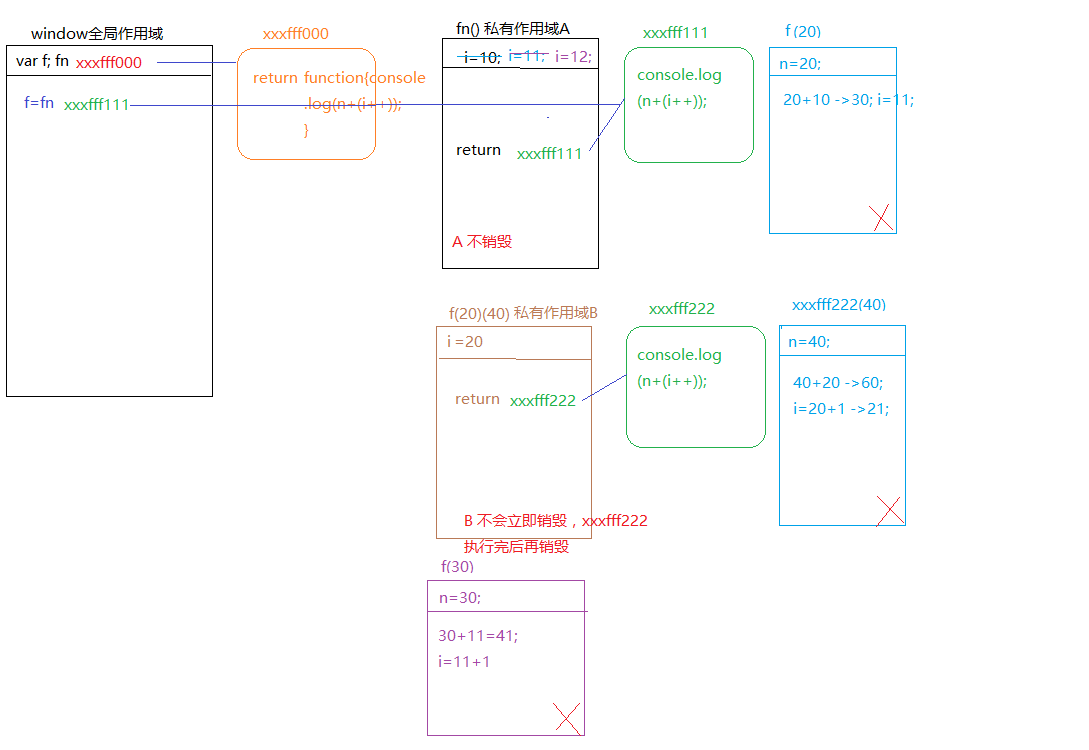 window全局作用域
var f; fn xxxfff000
f=fn xxxfff111
xxxfff000
return function{console
.log(n+(i++));
}
fn() 私有作用域A
i=10; i=11; i=12;
return xxxfff111
A 不销毁
xxxfff111
console.log
(n+(i++));
f (20)
n=20;
20+10 ->30; i=11;
f(20)(40) 私有作用域B
i =20
return xxxfff222
B 不会立即销毁，xxxfff222
执行完后再销毁
xxxfff222
console.log
(n+(i++));
xxxfff222(40)
n=40;
40+20 ->60;
i=20+1 ->21;
f(30)
n=30;
30+11=41;
i=11+1